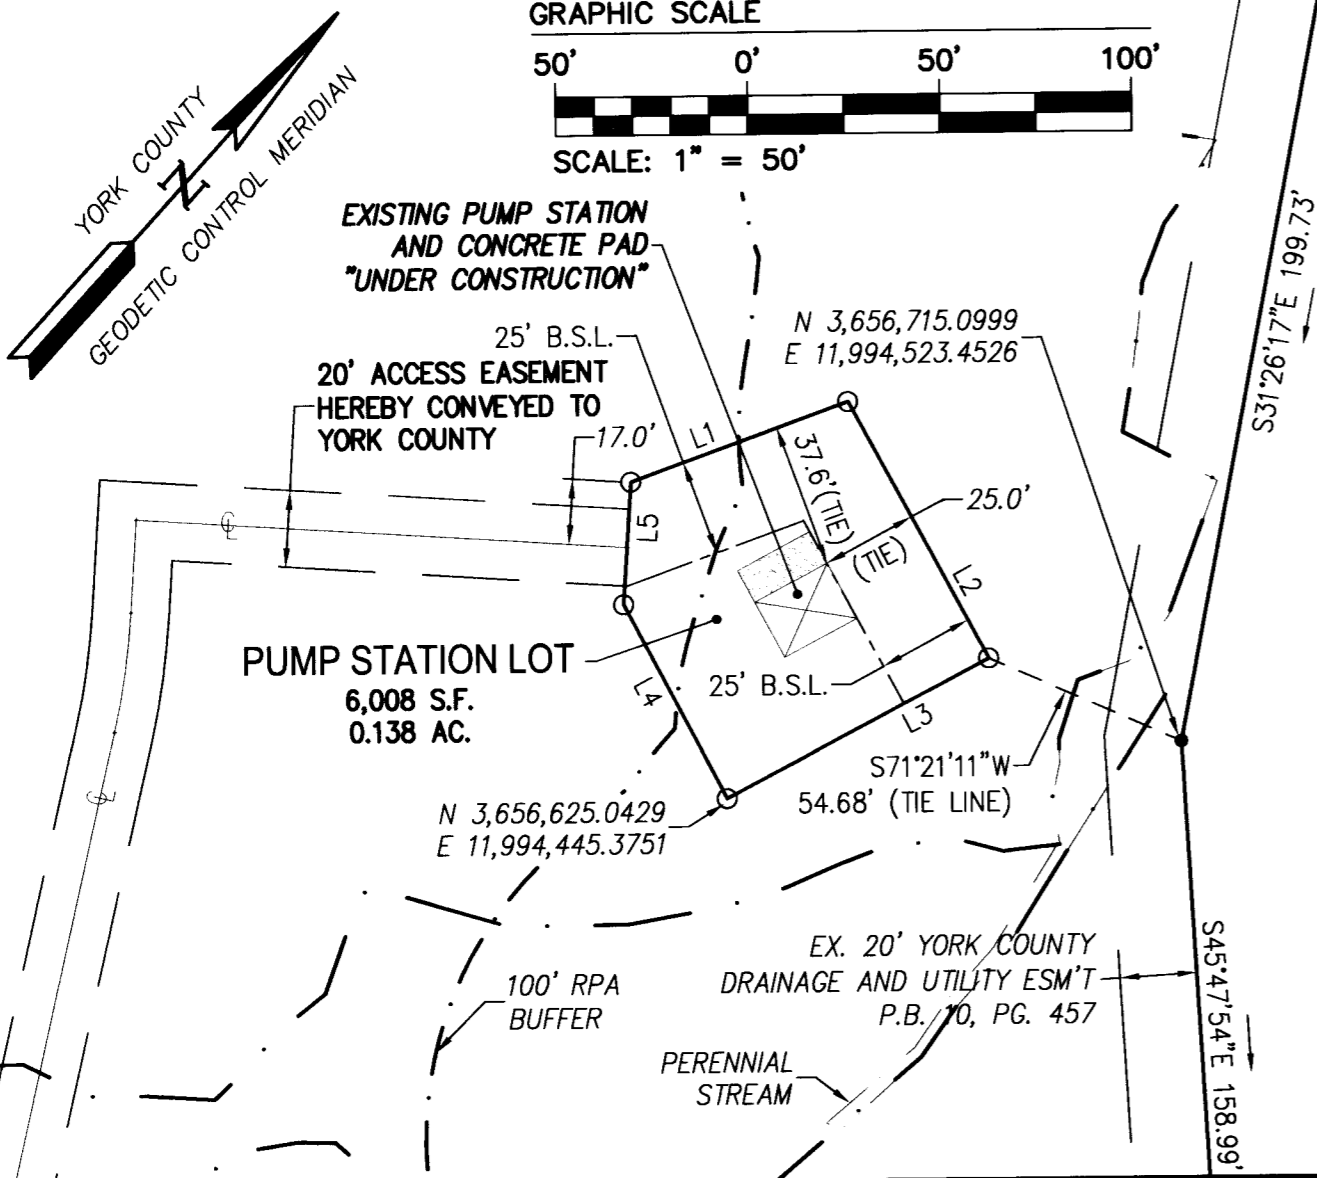 GRAPHIC SCALE
50' 0' 50' 100'
SCALE: 1" = 50'
YORK COUNTY
N
GEODETIC CONTROL MERIDIAN
EXISTING PUMP STATION
AND CONCRETE PAD
"UNDER CONSTRUCTION"
25' B.S.L.
20' ACCESS EASEMENT
HEREBY CONVEYED TO
YORK COUNTY
17.0'
N 3,656,715.0999
E 11,994,523.4526
S31°26'17"E 199.73'
L1
37.6'(TIE)
25.0'
(TIE)
L5
L2
℄
PUMP STATION LOT
6,008 S.F.
0.138 AC.
L4
25' B.S.L.
L3
S71°21'11"W
54.68' (TIE LINE)
N 3,656,625.0429
E 11,994,445.3751
℄
EX. 20' YORK COUNTY
DRAINAGE AND UTILITY ESM'T
P.B. 10, PG. 457
S45°47'54"E 158.99'
100' RPA
BUFFER
PERENNIAL
STREAM